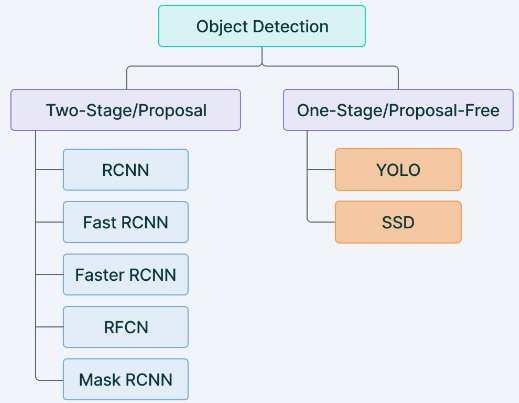 Object Detection
Two-Stage/Proposal
One-Stage/Proposal-Free
RCNN
Fast RCNN
Faster RCNN
RFCN
Mask RCNN
YOLO
SSD